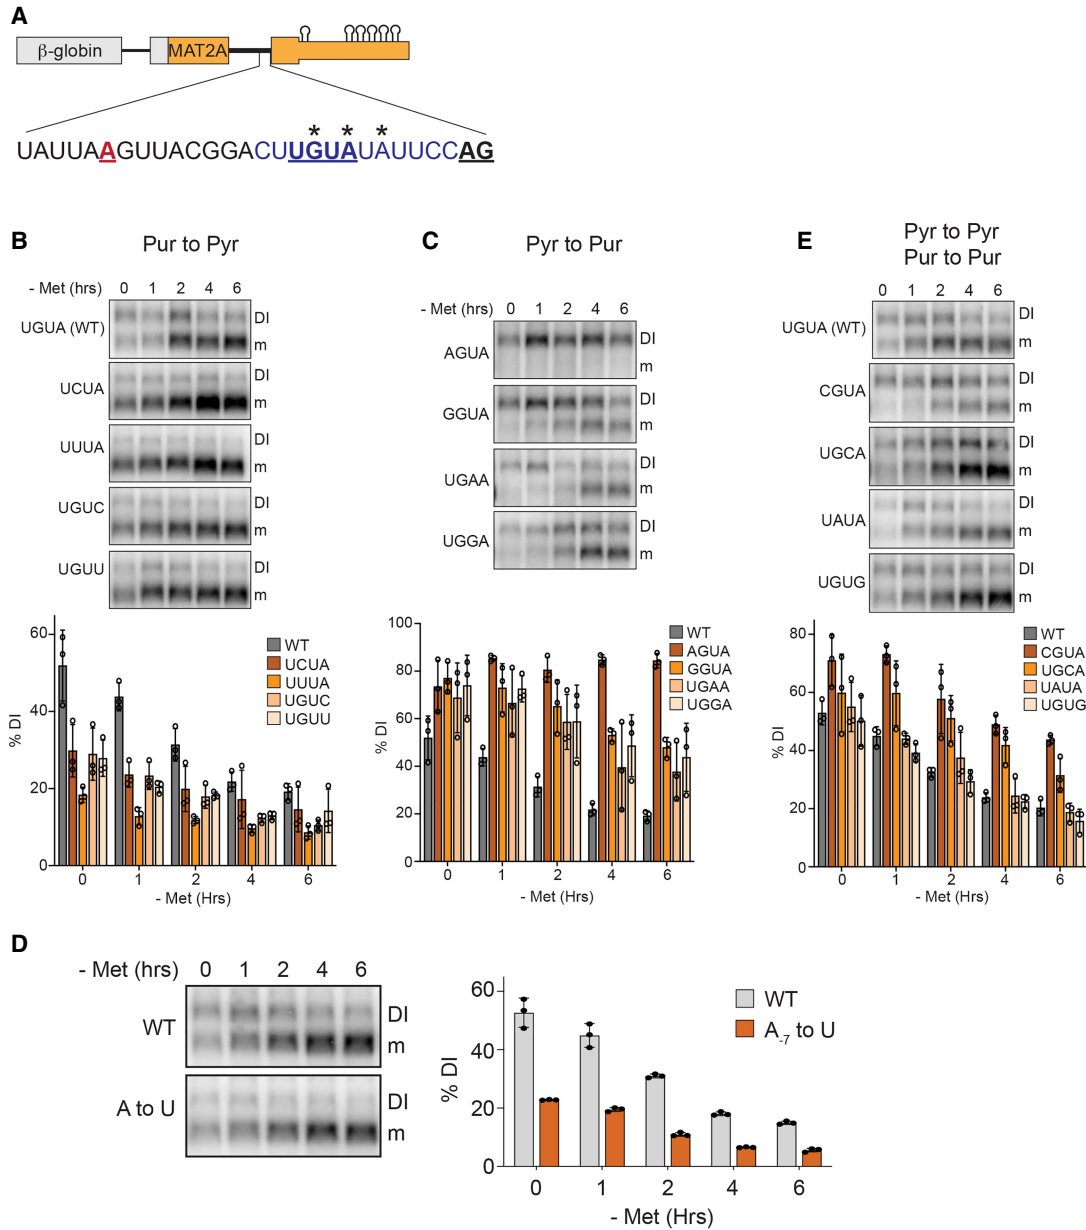 A
β-globin
MAT2A
* * *
UAUUAAGUUACGGACUUGUAUAUUCCAG
B
Pur to Pyr
- Met (hrs) 0 1 2 4 6
UGUA (WT) DI
m
UCUA DI
m
UUUA DI
m
UGUC DI
m
UGUU DI
m
% DI
60
40
20
0
WT
UCUA
UUUA
UGUC
UGUU
0 1 2 4 6
- Met (Hrs)
C
Pyr to Pur
- Met (hrs) 0 1 2 4 6
AGUA DI
m
GGUA DI
m
UGAA DI
m
UGGA DI
m
% DI
100
80
60
40
20
0
WT
AGUA
GGUA
UGAA
UGGA
0 1 2 4 6
- Met (Hrs)
E
Pyr to Pyr
Pur to Pur
0 1 2 4 6
UGUA (WT) DI
m
CGUA DI
m
UGCA DI
m
UAUA DI
m
UGUG DI
m
% DI
80
60
40
20
0
WT
CGUA
UGCA
UAUA
UGUG
0 1 2 4 6
- Met (Hrs)
D
- Met (hrs) 0 1 2 4 6
WT DI
m
A to U DI
m
% DI
60
40
20
0
WT
A-7 to U
0 1 2 4 6
- Met (Hrs)